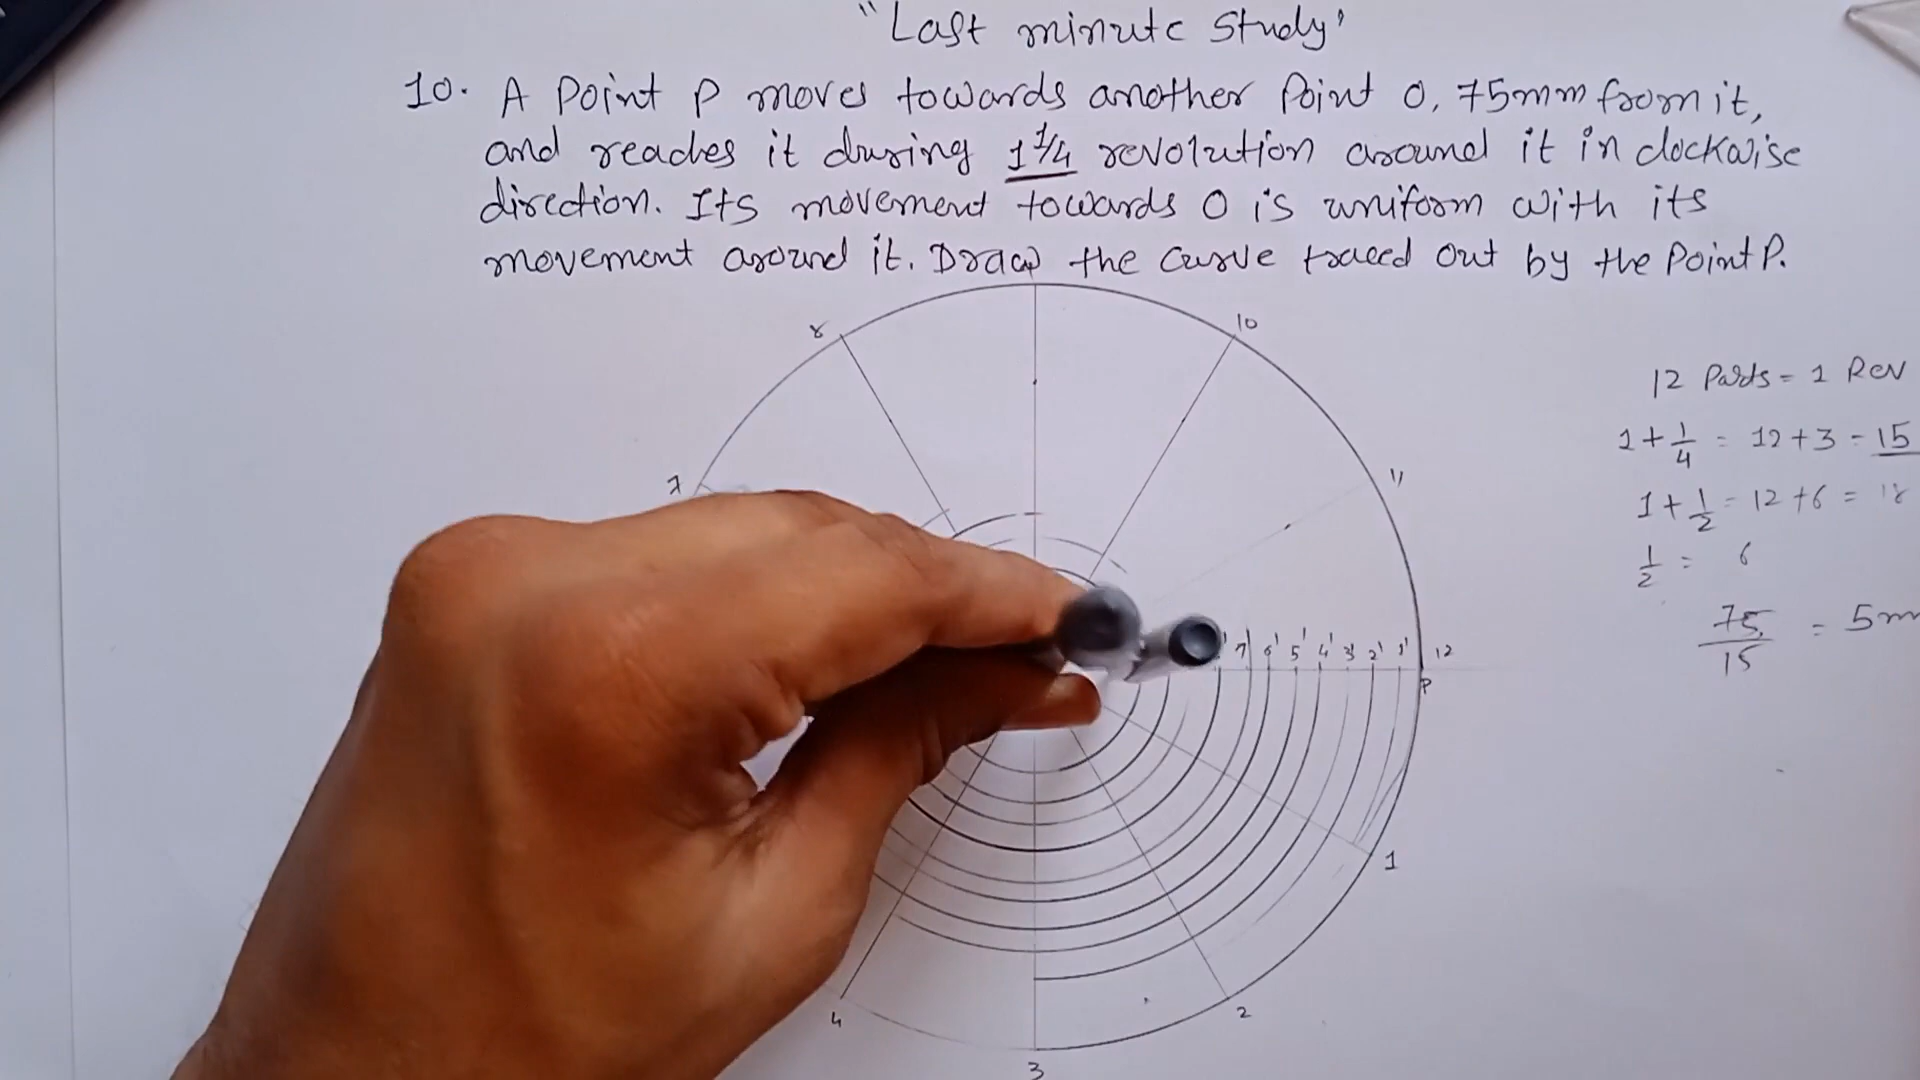 "Last minute Study'
10. A Point P moves towards another Point O, 75mm from it,
and reaches it during 1 1/4 revolution around it in clockwise
direction. Its movement towards O is uniform with its
movement around it. Draw the curve traced out by the Point P.
8
10
12 Parts = 1 Rev
1 + 1/4 = 12+3 = 15
7
11
1 + 1/2 = 12+6 = 18
1/2 = 6
75/15 = 5m
7' 6' 5' 4' 3' 2' 1' 12
P
1
4
2
3